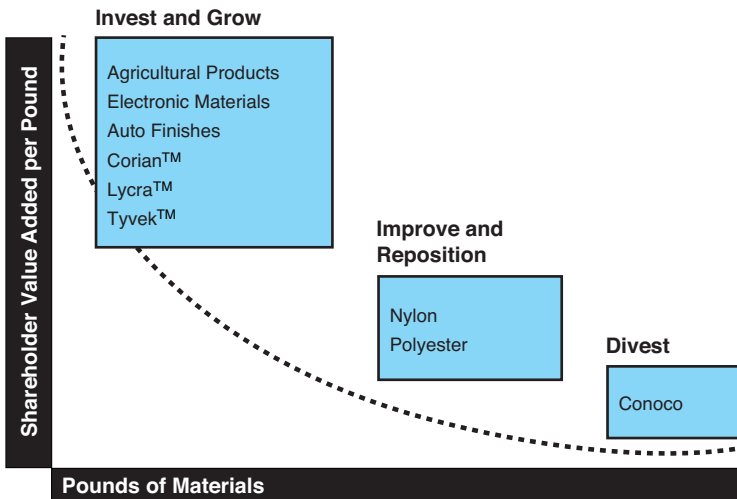 Invest and Grow
Agricultural Products
Electronic Materials
Auto Finishes
Corian™
Lycra™
Tyvek™
Improve and
Reposition
Nylon
Polyester
Divest
Conoco
Shareholder Value Added per Pound
Pounds of Materials